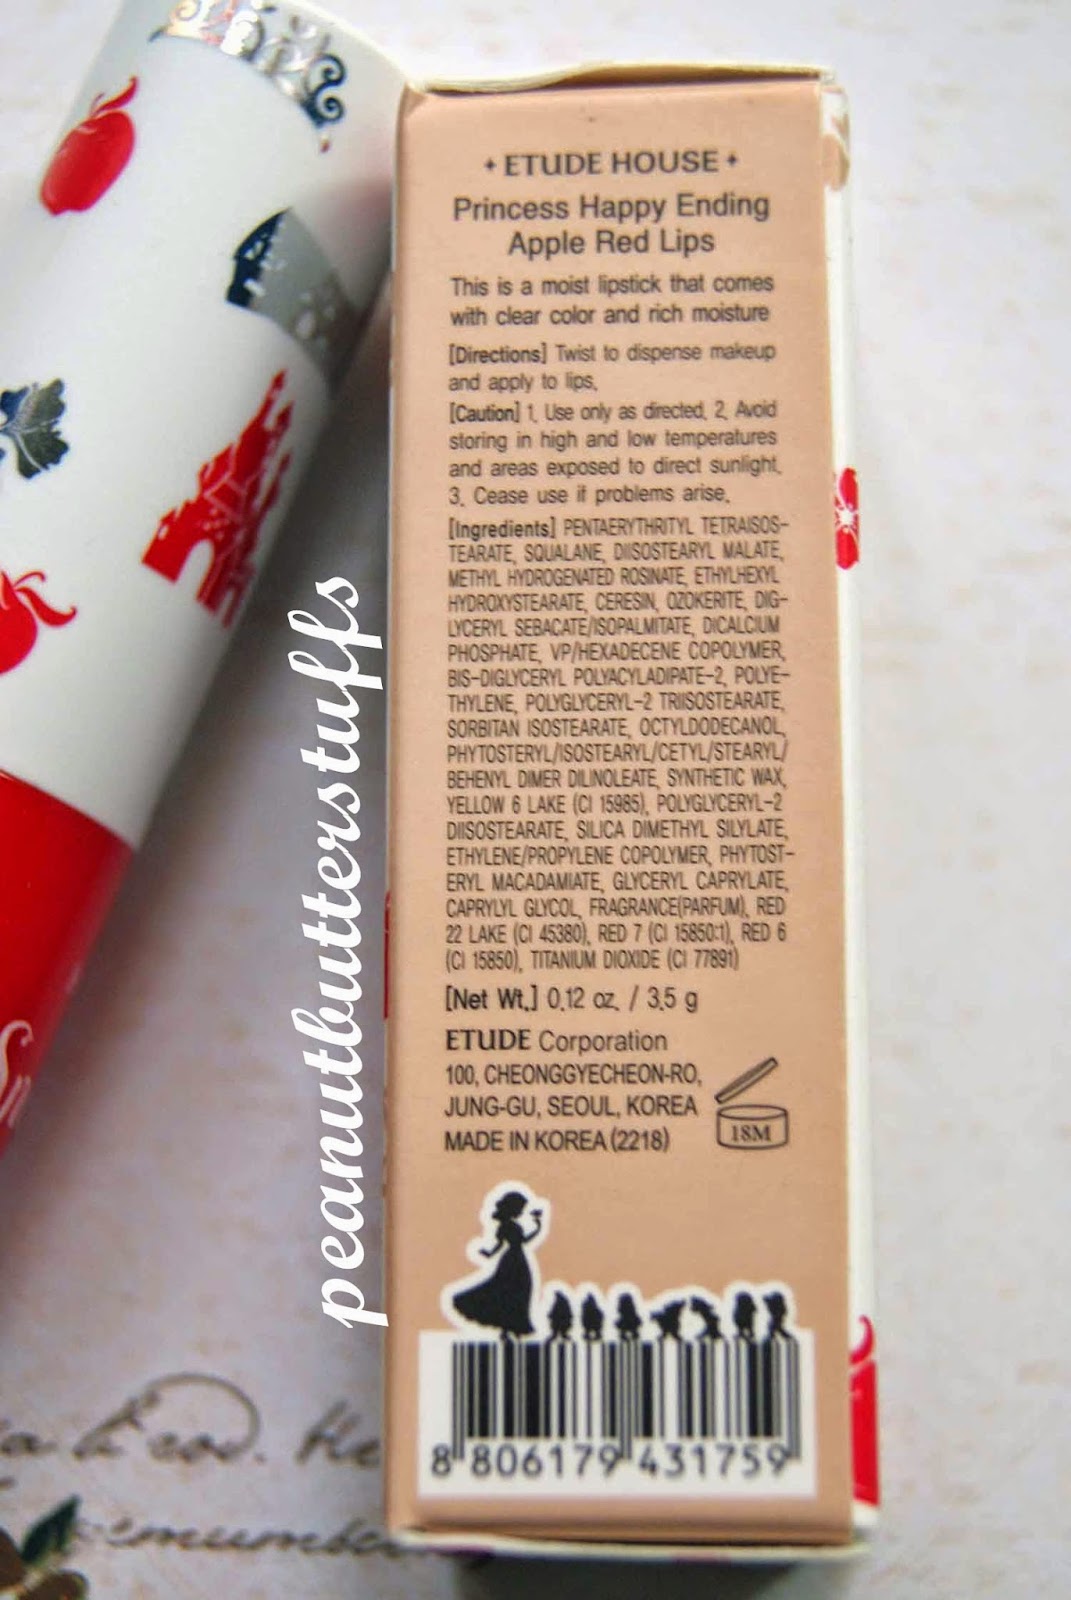 ETUDE HOUSE
Princess Happy Ending
Apple Red Lips
This is a moist lipstick that comes
with clear color and rich moisture
[Directions] Twist to dispense makeup
and apply to lips.
[Caution] 1. Use only as directed. 2. Avoid
storing in high and low temperatures
and areas exposed to direct sunlight.
3. Cease use if problems arise.
[Ingredients] PENTAERYTHRITYL TETRAISOS-
TEARATE, SQUALANE, DIISOSTEARYL MALATE,
METHYL HYDROGENATED ROSINATE, ETHYLHEXYL
HYDROXYSTEARATE, CERESIN, OZOKERITE, DIG-
LYCERYL SEBACATE/ISOPALMITATE, DICALCIUM
PHOSPHATE, VP/HEXADECENE COPOLYMER,
BIS-DIGLYCERYL POLYACYLADIPATE-2, POLYE-
THYLENE, POLYGLYCERYL-2 TRIISOSTEARATE,
SORBITAN ISOSTEARATE, OCTYLDODECANOL,
PHYTOSTERYL/ISOSTEARYL/CETYL/STEARYL/
BEHENYL DIMER DILINOLEATE, SYNTHETIC WAX,
YELLOW 6 LAKE (CI 15985), POLYGLYCERYL-2
DIISOSTEARATE, SILICA DIMETHYL SILYLATE,
ETHYLENE/PROPYLENE COPOLYMER, PHYTOST-
ERYL MACADAMIATE, GLYCERYL CAPRYLATE,
CAPRYLYL GLYCOL, FRAGRANCE(PARFUM), RED
22 LAKE (CI 45380), RED 7 (CI 15850:1), RED 6
(CI 15850), TITANIUM DIOXIDE (CI 77891)
[Net Wt.] 0.12 oz. / 3.5 g
ETUDE Corporation
100, CHEONGGYECHEON-RO,
JUNG-GU, SEOUL, KOREA
MADE IN KOREA (2218)
18M
8 806179 431759
peanutbutterstuffs